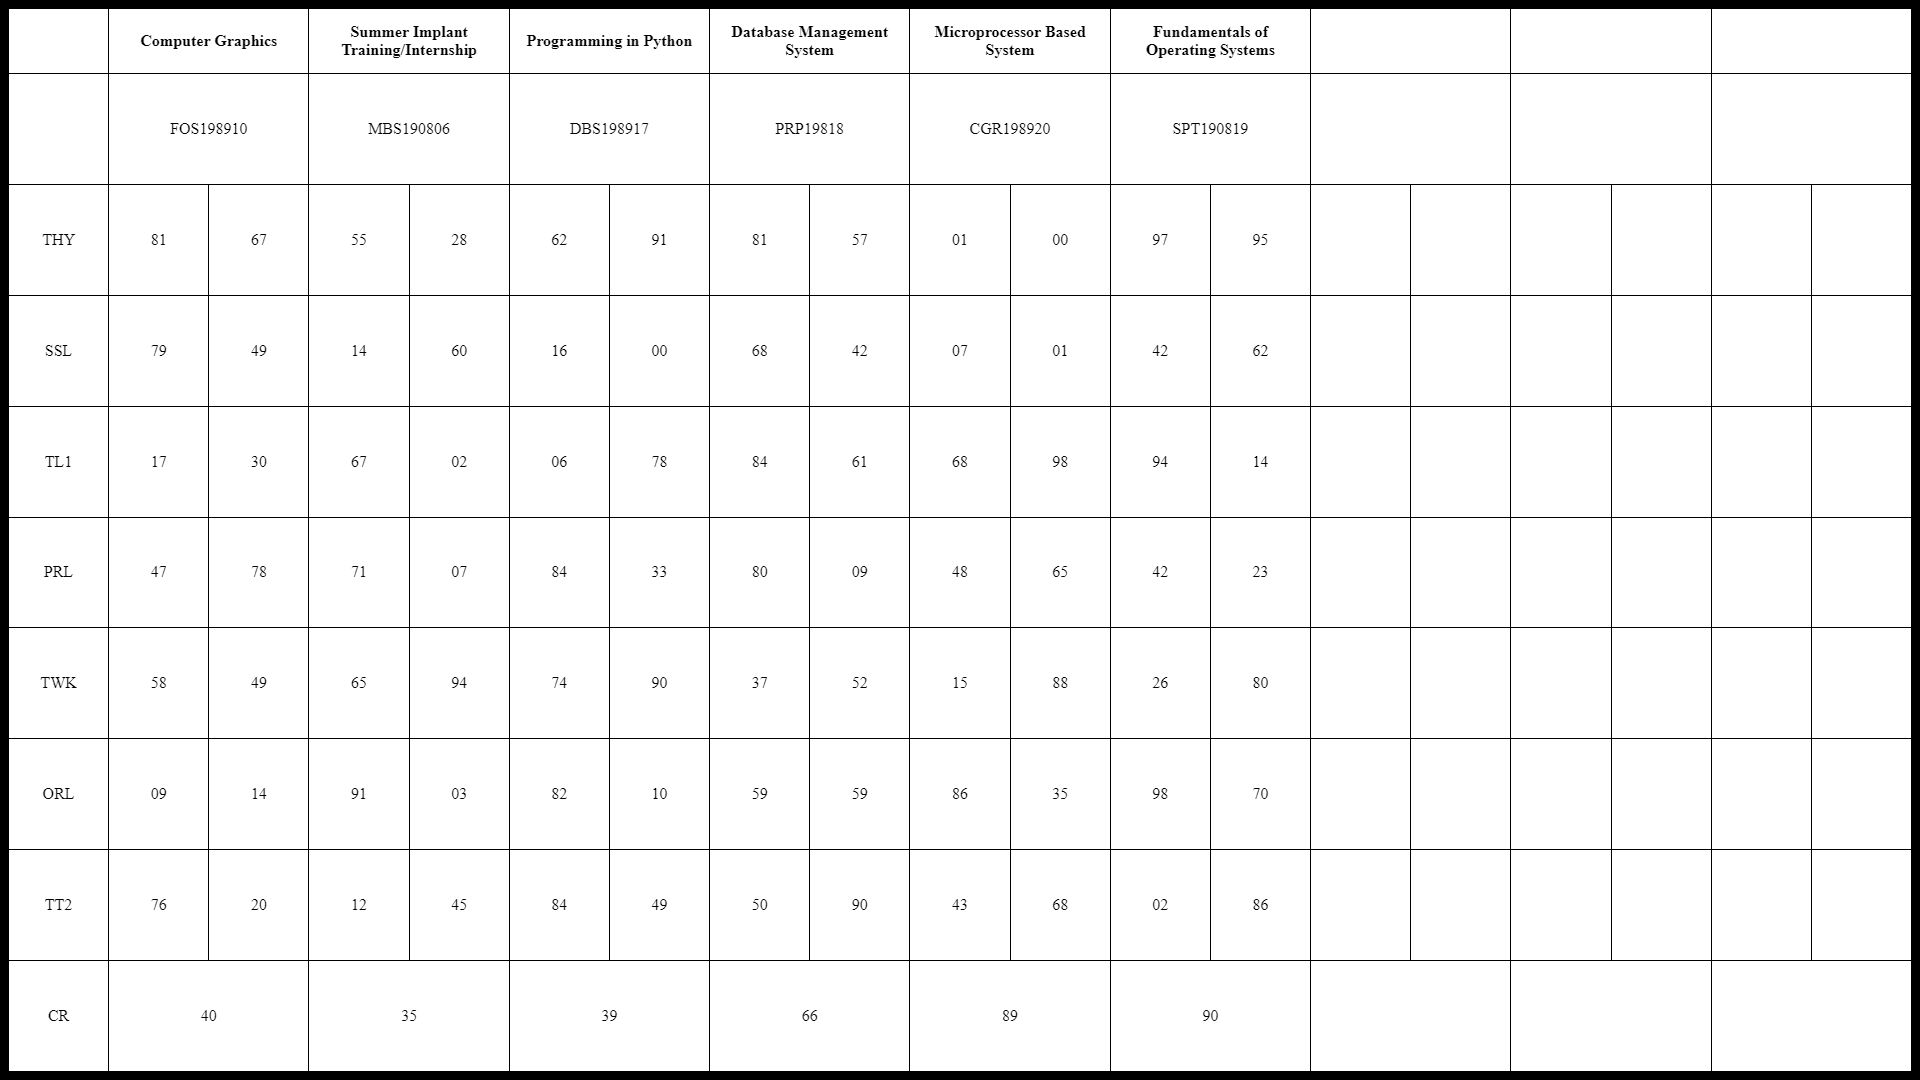 Computer Graphics Summer Implant Training/Internship Programming in Python Database Management System Microprocessor Based System Fundamentals of Operating Systems
FOS198910 MBS190806 DBS198917 PRP19818 CGR198920 SPT190819
THY 81 67 55 28 62 91 81 57 01 00 97 95
SSL 79 49 14 60 16 00 68 42 07 01 42 62
TL1 17 30 67 02 06 78 84 61 68 98 94 14
PRL 47 78 71 07 84 33 80 09 48 65 42 23
TWK 58 49 65 94 74 90 37 52 15 88 26 80
ORL 09 14 91 03 82 10 59 59 86 35 98 70
TT2 76 20 12 45 84 49 50 90 43 68 02 86
CR 40 35 39 66 89 90